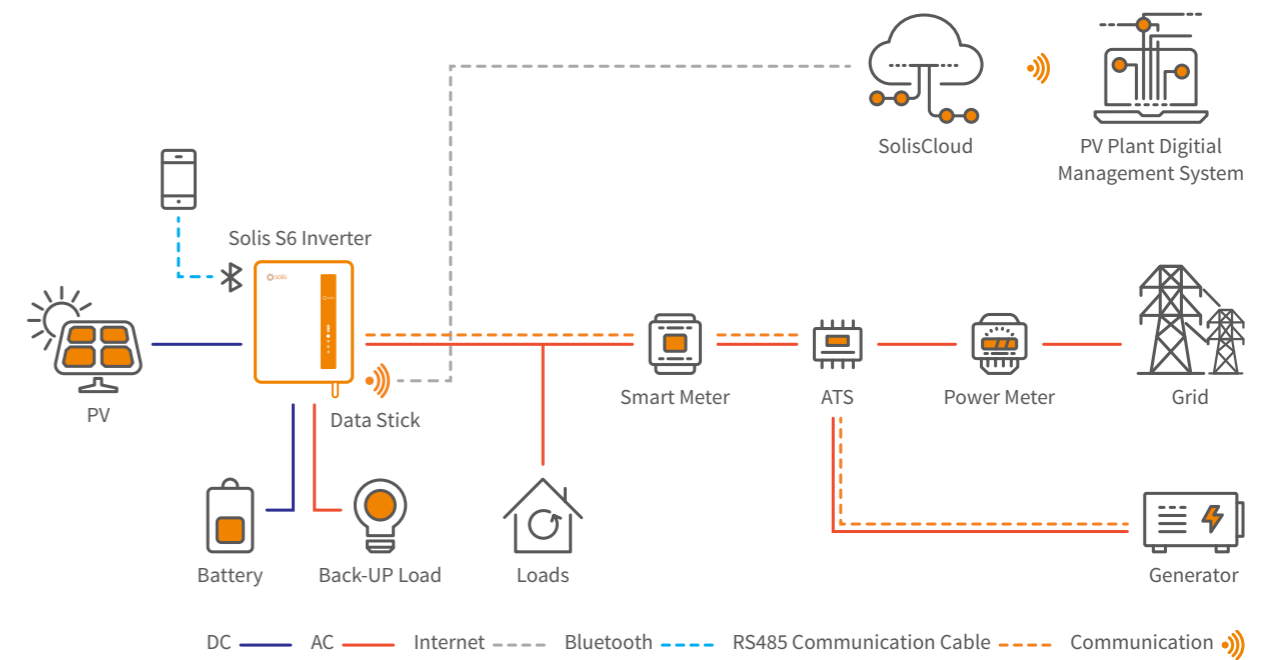 SolisCloud
PV Plant Digitial
Management System
Solis S6 Inverter
solis
PV
Data Stick
Smart Meter
ATS
Power Meter
Grid
Battery
Back-UP Load
Loads
Generator
DC
AC
Internet
Bluetooth
RS485 Communication Cable
Communication